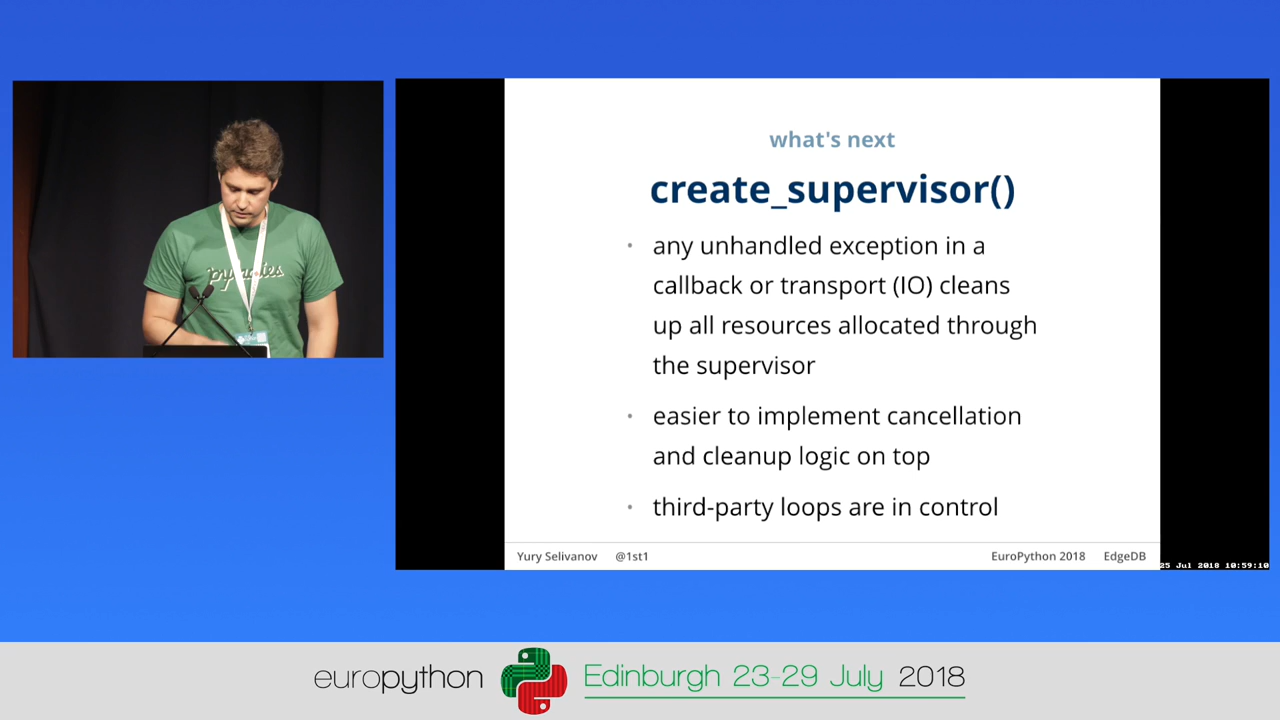 what's next
create_supervisor()
• any unhandled exception in a
callback or transport (IO) cleans
up all resources allocated through
the supervisor
• easier to implement cancellation
and cleanup logic on top
• third-party loops are in control
Yury Selivanov @1st1 EuroPython 2018 EdgeDB
25 Jul 2018 10:59:10
europython Edinburgh 23-29 July 2018